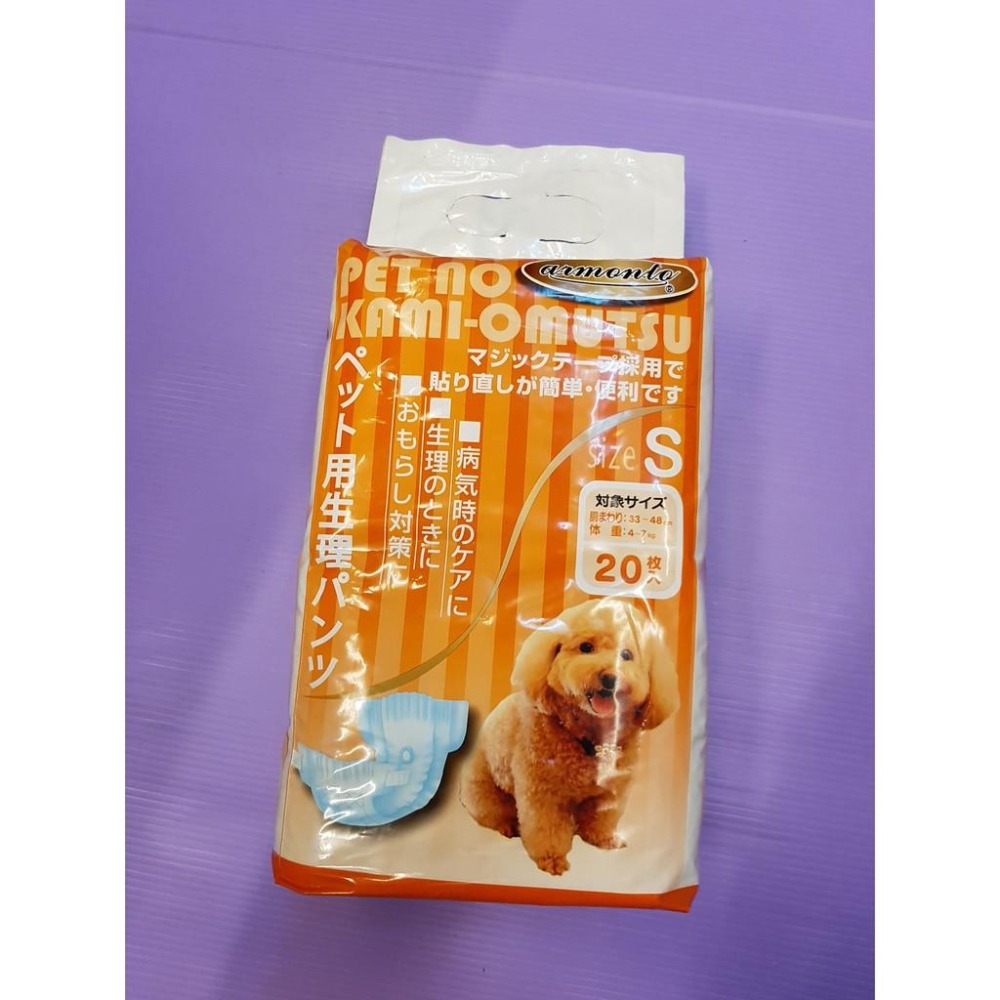 PET NO
armonto
®
KAMI-OMUTSU
マジックテープ採用で
貼り直しが簡単・便利です
ペット用生理パンツ
■病気時のケアに
■生理のときに
■おもらし対策に
size S
対象サイズ
胴まわり:33~48cm
体 重:4~7kg
20枚入